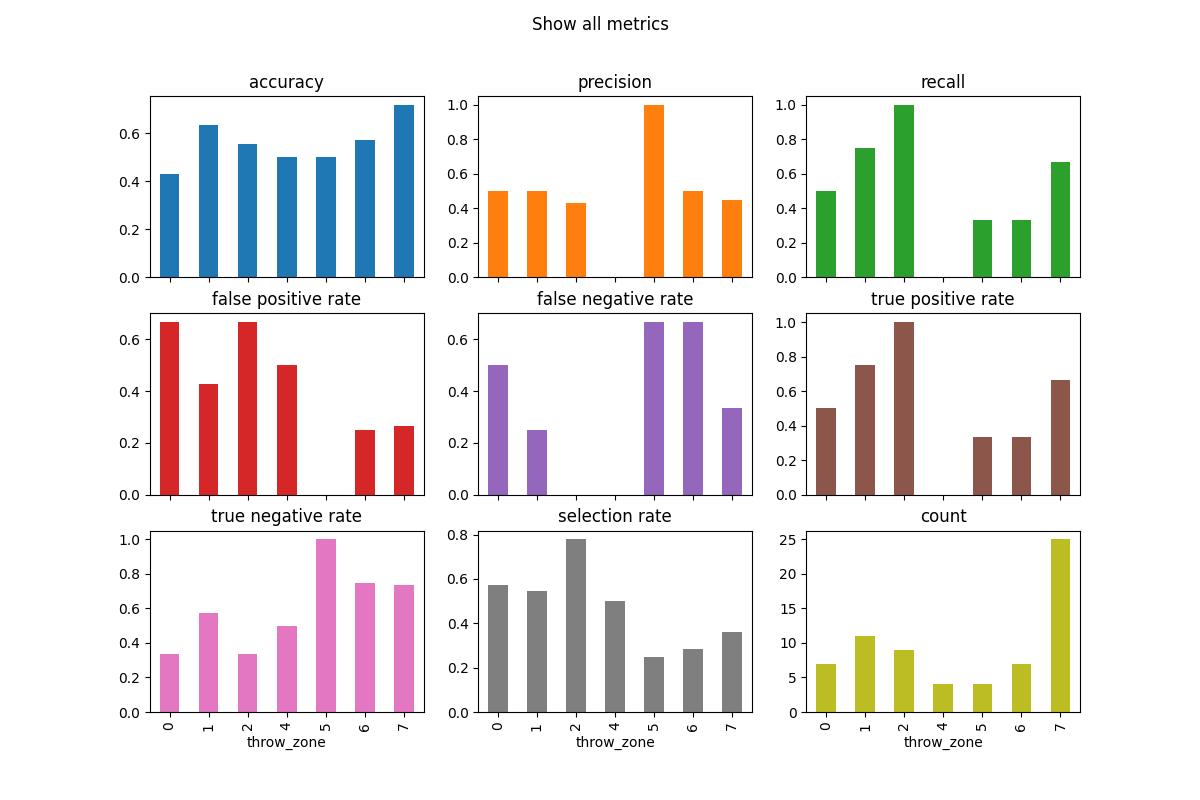 Show all metrics
accuracy
0.6
0.4
0.2
0.0
precision
1.0
0.8
0.6
0.4
0.2
0.0
recall
1.0
0.8
0.6
0.4
0.2
0.0
false positive rate
0.6
0.4
0.2
0.0
false negative rate
0.6
0.4
0.2
0.0
true positive rate
1.0
0.8
0.6
0.4
0.2
0.0
true negative rate
1.0
0.8
0.6
0.4
0.2
0.0
0 1 2 4 5 6 7
throw_zone
selection rate
0.8
0.6
0.4
0.2
0.0
0 1 2 4 5 6 7
throw_zone
count
25
20
15
10
5
0
0 1 2 4 5 6 7
throw_zone